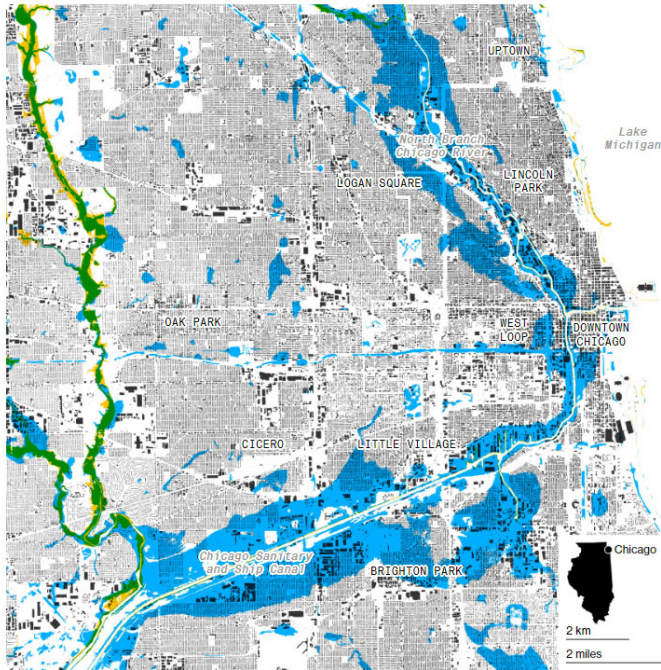 UPTOWN
Lake
Michigan
North Branch
Chicago River
LOGAN SQUARE
LINCOLN
PARK
OAK PARK
WEST
LOOP
DOWNTOWN
CHICAGO
CICERO
LITTLE VILLAGE
Chicago Sanitary
and Ship Canal
BRIGHTON PARK
Chicago
2 km
2 miles